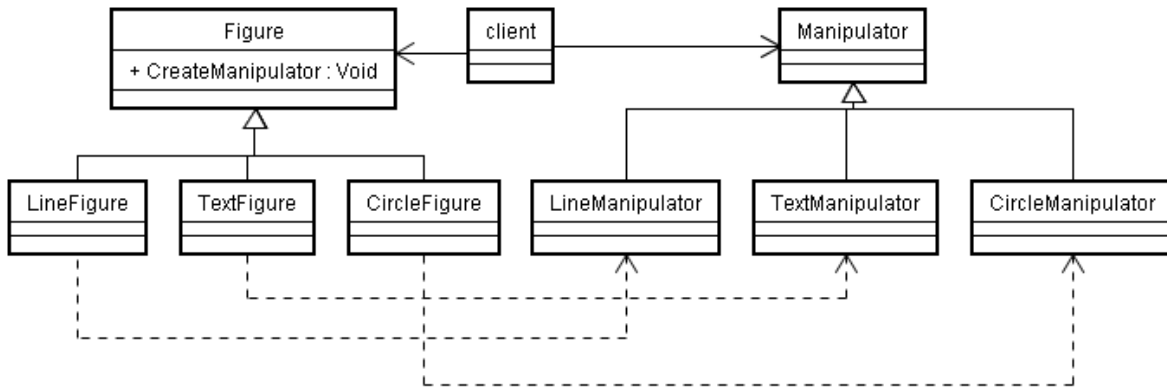 Figure
+ CreateManipulator : Void
client
Manipulator
LineFigure
TextFigure
CircleFigure
LineManipulator
TextManipulator
CircleManipulator